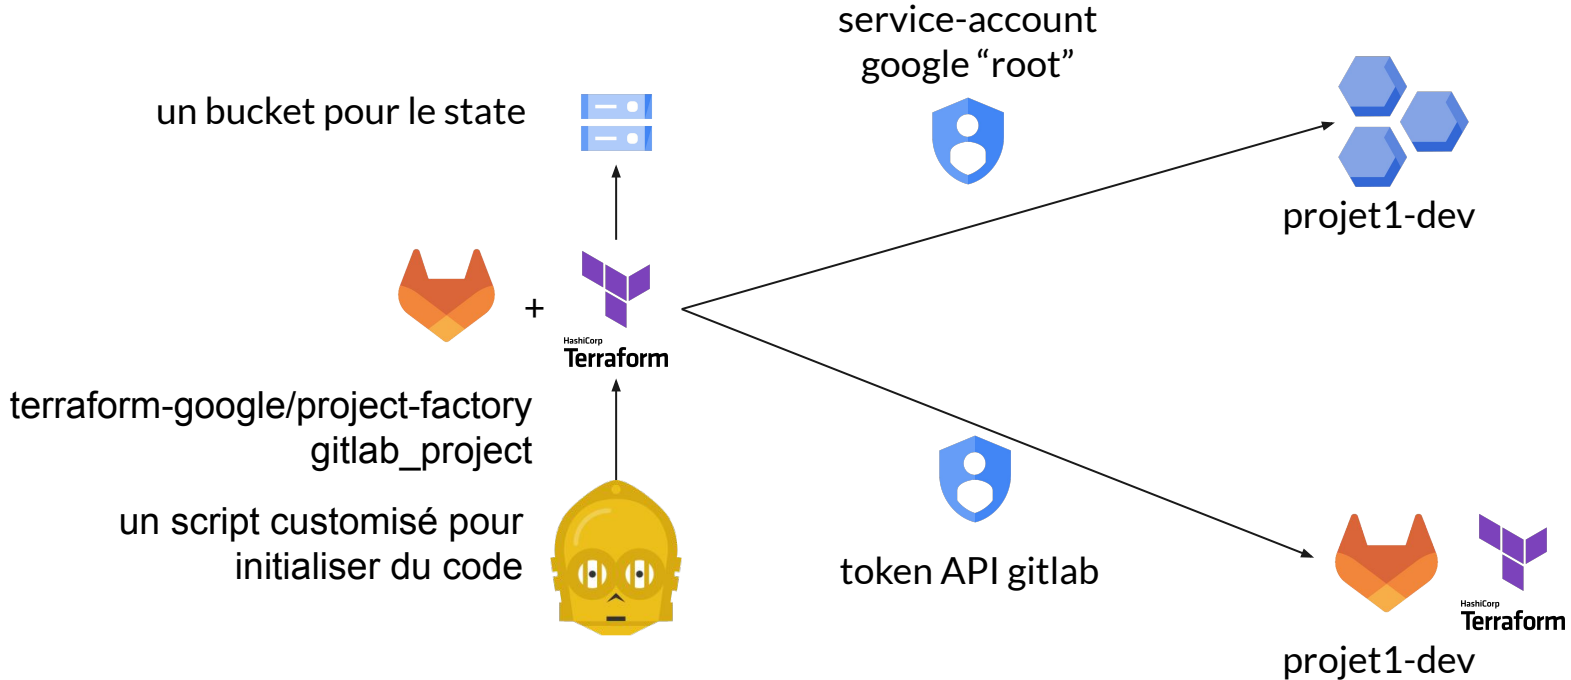 service-account
google “root”
un bucket pour le state
projet1-dev
+
HashiCorp
Terraform
terraform-google/project-factory
gitlab_project
un script customisé pour
initialiser du code
token API gitlab
HashiCorp
Terraform
projet1-dev